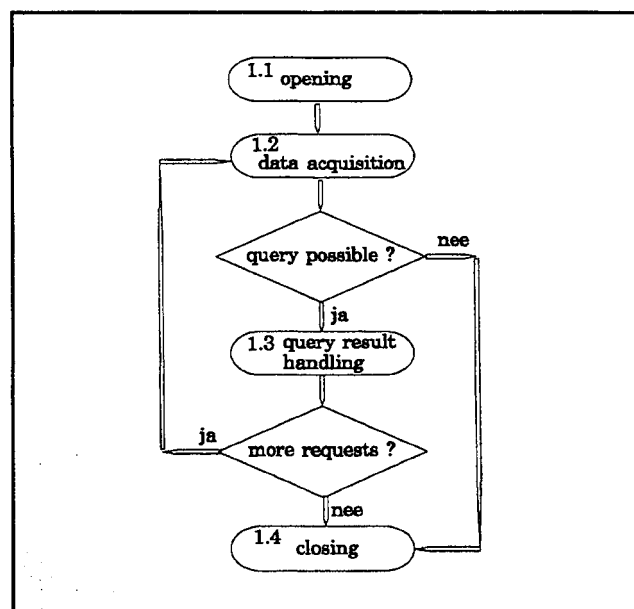 1.1 opening
1.2
data acquisition
nee
query possible ?
ja
1.3 query result
handling
ja
more requests ?
nee
1.4 closing